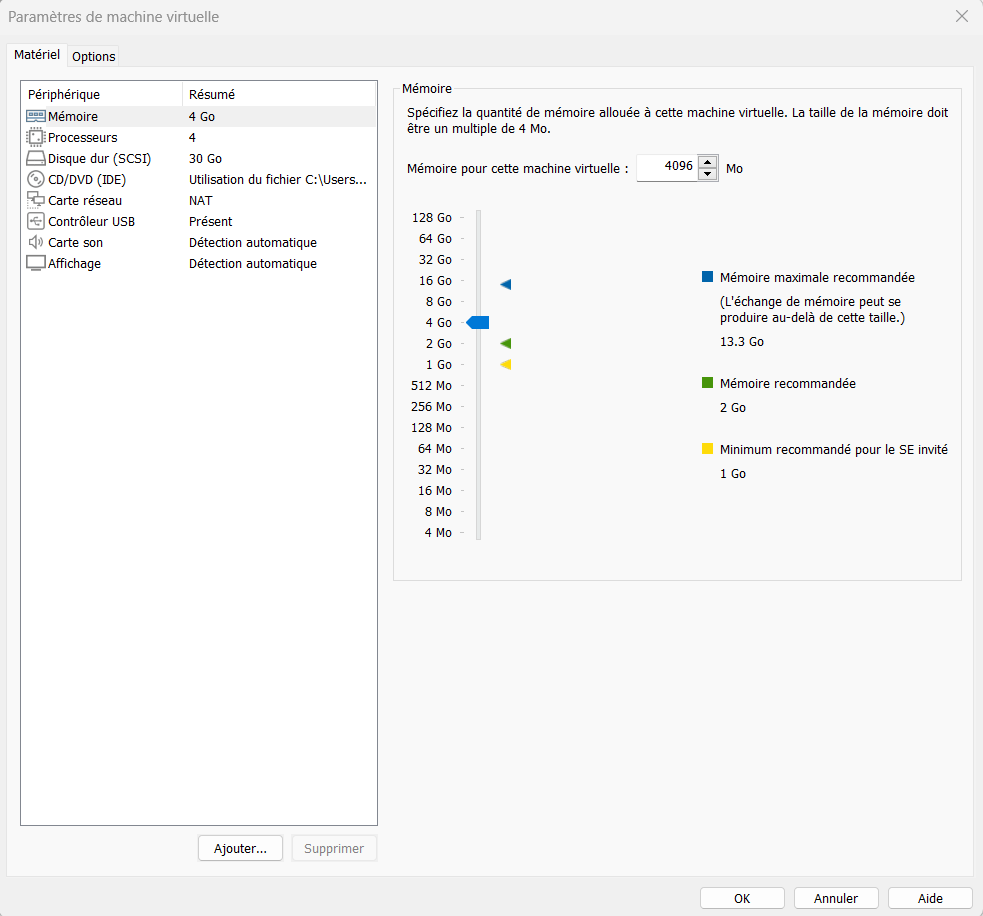 Paramètres de machine virtuelle
Matériel
Options
Périphérique Résumé
Mémoire 4 Go
Processeurs 4
Disque dur (SCSI) 30 Go
CD/DVD (IDE) Utilisation du fichier C:\Users...
Carte réseau NAT
Contrôleur USB Présent
Carte son Détection automatique
Affichage Détection automatique
Ajouter...
Supprimer
Mémoire
Spécifiez la quantité de mémoire allouée à cette machine virtuelle. La taille de la mémoire doit
être un multiple de 4 Mo.
Mémoire pour cette machine virtuelle : 4096 Mo
128 Go
64 Go
32 Go
16 Go
8 Go
4 Go
2 Go
1 Go
512 Mo
256 Mo
128 Mo
64 Mo
32 Mo
16 Mo
8 Mo
4 Mo
Mémoire maximale recommandée
(L'échange de mémoire peut se
produire au-delà de cette taille.)
13.3 Go
Mémoire recommandée
2 Go
Minimum recommandé pour le SE invité
1 Go
OK
Annuler
Aide